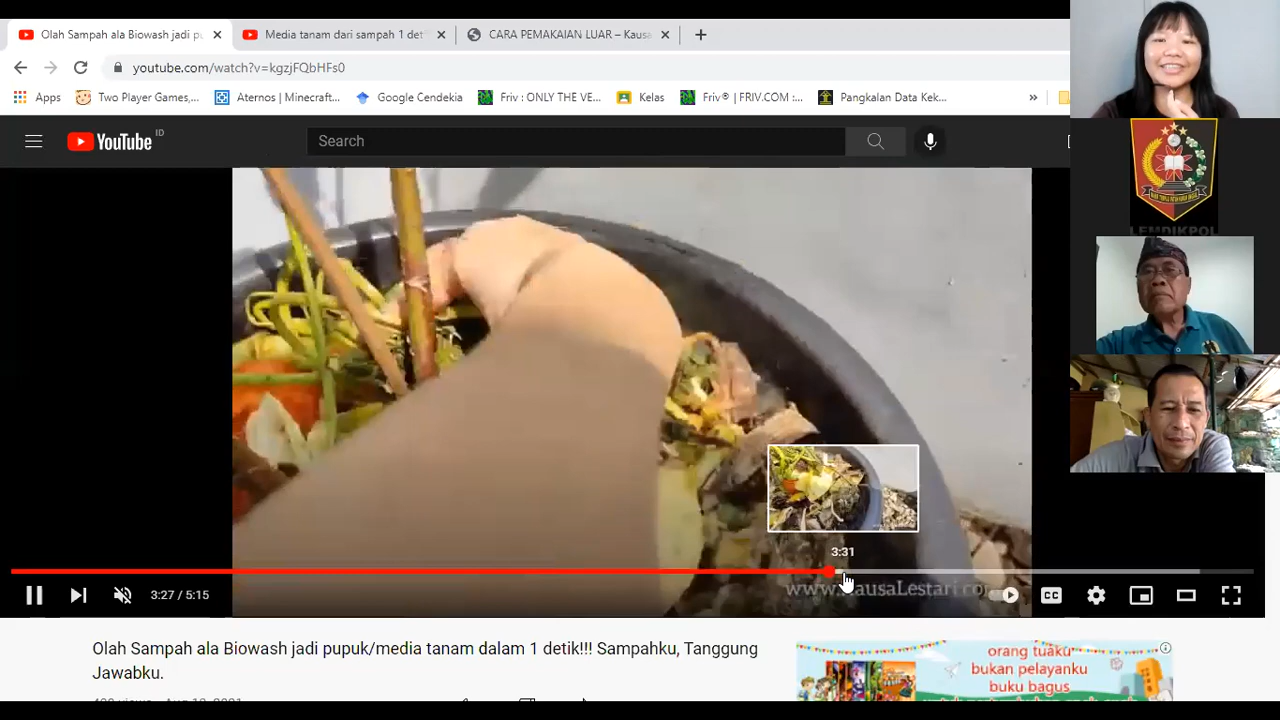 Olah Sampah ala Biowash jadi pu
Media tanam dari sampah 1 det
CARA PEMAKAIAN LUAR – Kausa
youtube.com/watch?v=kgzjFQbHFs0
Apps
Two Player Games,...
Aternos | Minecraft...
Google Cendekia
Friv : ONLY THE VE...
Kelas
Friv® | FRIV.COM :...
Pangkalan Data Kek...
»
YouTube ID
Search
LEMDIKPOL
3:31
www.KausaLestari.co
3:27 / 5:15
CC
Olah Sampah ala Biowash jadi pupuk/media tanam dalam 1 detik!!! Sampahku, Tanggung
Jawabku.
orang tuaku
bukan pelayanku
buku bagus